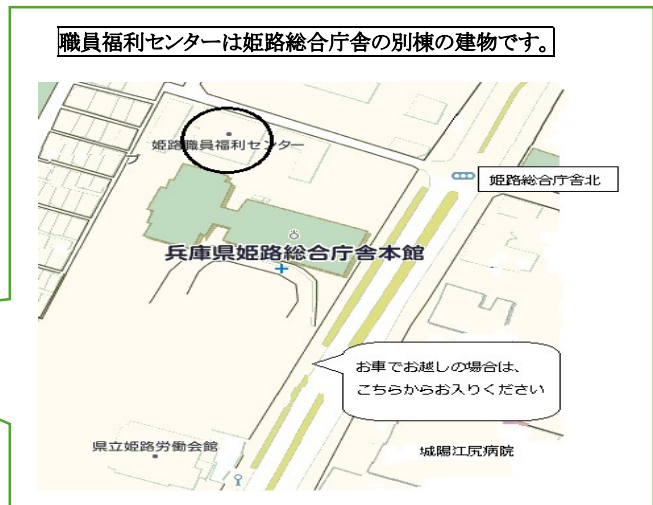 職員福利センターは姫路総合庁舎の別棟の建物です。
姫路職員福利センター
姫路総合庁舎北
兵庫県姫路総合庁舎本館
お車でお越しの場合は、
こちらからお入りください
県立姫路労働会館
城陽江尻病院